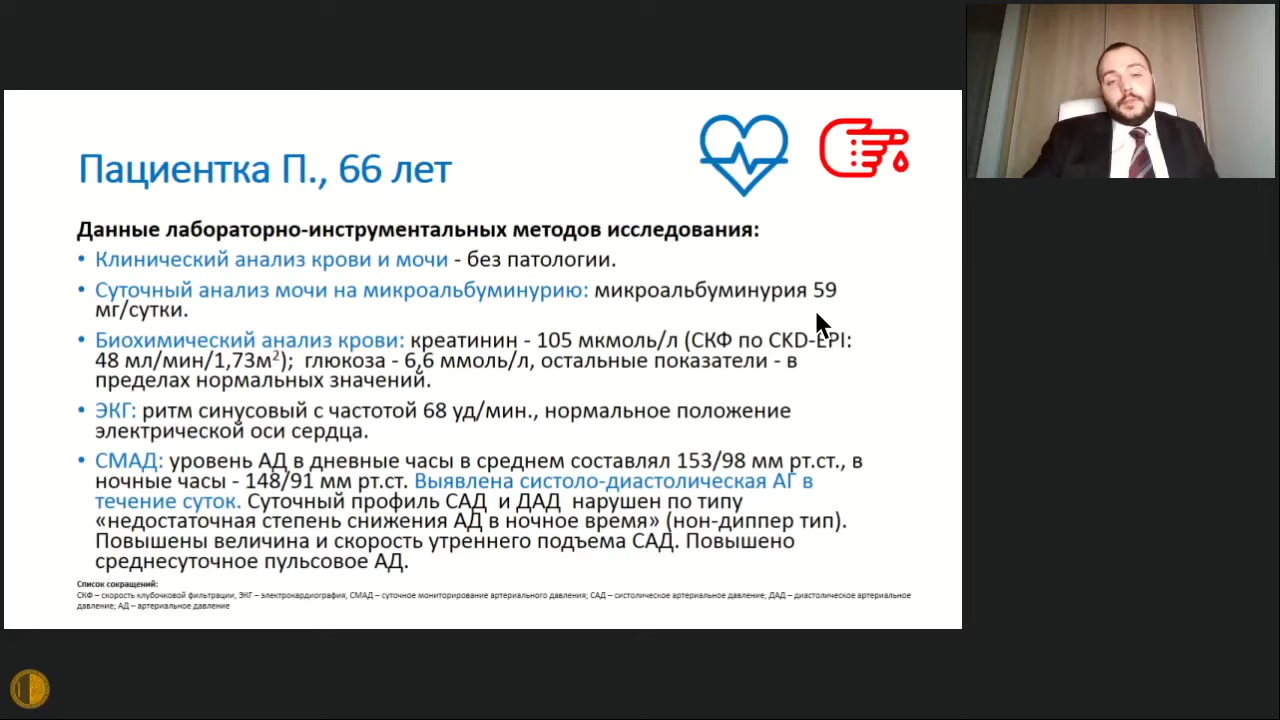 Пациентка П., 66 лет
Данные лабораторно-инструментальных методов исследования:
• Клинический анализ крови и мочи - без патологии.
• Суточный анализ мочи на микроальбуминурию: микроальбуминурия 59
мг/сутки.
• Биохимический анализ крови: креатинин - 105 мкмоль/л (СКФ по CKD-EPI:
48 мл/мин/1,73м²); глюкоза - 6,6 ммоль/л, остальные показатели - в
пределах нормальных значений.
• ЭКГ: ритм синусовый с частотой 68 уд/мин., нормальное положение
электрической оси сердца.
• СМАД: уровень АД в дневные часы в среднем составлял 153/98 мм рт.ст., в
ночные часы - 148/91 мм рт.ст. Выявлена систоло-диастолическая АГ в
течение суток. Суточный профиль САД и ДАД нарушен по типу
«недостаточная степень снижения АД в ночное время» (нон-диппер тип).
Повышены величина и скорость утреннего подъема САД. Повышено
среднесуточное пульсовое АД.
Список сокращений:
СКФ – скорость клубочковой фильтрации, ЭКГ – электрокардиография, СМАД – суточное мониторирование артериального давления; САД – систолическое артериальное давление; ДАД – диастолическое артериальное
давление; АД – артериальное давление